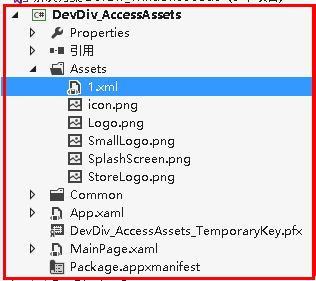 DevDiv_AccessAssets
Properties
引用
Assets
1.xml
icon.png
Logo.png
SmallLogo.png
SplashScreen.png
StoreLogo.png
Common
App.xaml
DevDiv_AccessAssets_TemporaryKey.pfx
MainPage.xaml
Package.appxmanifest